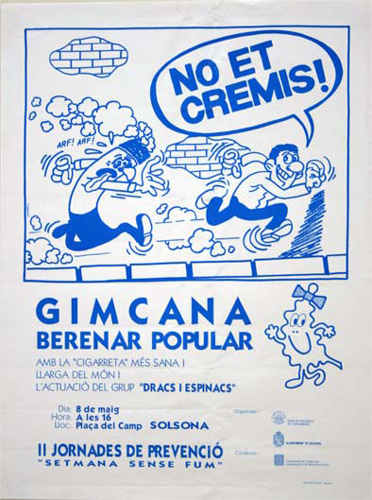 NO ET
CREMIS!
ARF! ARF!
GIMCANA
BERENAR POPULAR
AMB LA "CIGARRETA" MÉS SANA I
LLARGA DEL MÓN I
L'ACTUACIÓ DEL GRUP "DRACS I ESPINACS"
Dia: 8 de maig
Hora: A les 16
Lloc: Plaça del Camp SOLSONA
II JORNADES DE PREVENCIÓ
"SETMANA SENSE FUM"
Organitzen: